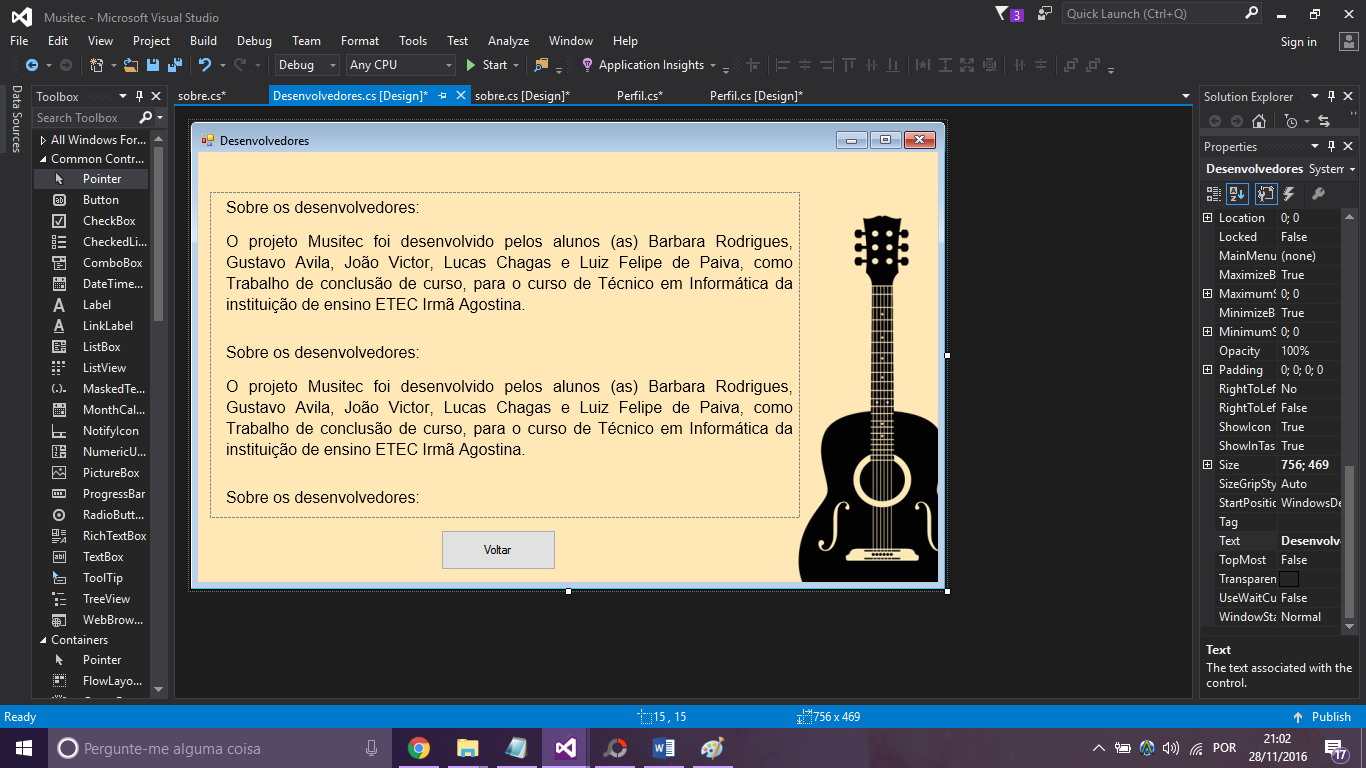 Musitec - Microsoft Visual Studio
3
Quick Launch (Ctrl+Q)
File Edit View Project Build Debug Team Format Tools Test Analyze Window Help
Sign in
Debug Any CPU Start Application Insights
Data Sources
Toolbox
Search Toolbox
All Windows For...
Common Contr...
Pointer
Button
CheckBox
CheckedLi...
ComboBox
DateTime...
Label
LinkLabel
ListBox
ListView
MaskedTe...
MonthCal...
NotifyIcon
NumericU...
PictureBox
ProgressBar
RadioButt...
RichTextBox
TextBox
ToolTip
TreeView
WebBrow...
Containers
Pointer
FlowLayo...
sobre.cs* Desenvolvedores.cs [Design]* sobre.cs [Design]* Perfil.cs* Perfil.cs [Design]*
Desenvolvedores
Sobre os desenvolvedores:
O projeto Musitec foi desenvolvido pelos alunos (as) Barbara Rodrigues,
Gustavo Avila, João Victor, Lucas Chagas e Luiz Felipe de Paiva, como
Trabalho de conclusão de curso, para o curso de Técnico em Informática da
instituição de ensino ETEC Irmã Agostina.
Sobre os desenvolvedores:
O projeto Musitec foi desenvolvido pelos alunos (as) Barbara Rodrigues,
Gustavo Avila, João Victor, Lucas Chagas e Luiz Felipe de Paiva, como
Trabalho de conclusão de curso, para o curso de Técnico em Informática da
instituição de ensino ETEC Irmã Agostina.
Sobre os desenvolvedores:
Voltar
Solution Explorer
Properties
Desenvolvedores System
Location 0; 0
Locked False
MainMenu (none)
MaximizeB True
MaximumS 0; 0
MinimizeB True
MinimumS 0; 0
Opacity 100%
Padding 0; 0; 0; 0
RightToLef No
RightToLef False
ShowIcon True
ShowInTas True
Size 756; 469
SizeGripSty Auto
StartPositic WindowsDe
Tag
Text Desenvolv
TopMost False
Transparen
UseWaitCu False
WindowSta Normal
Text
The text associated with the
control.
Ready 15 , 15 756 x 469 Publish
Pergunte-me alguma coisa
POR
21:02
28/11/2016
17